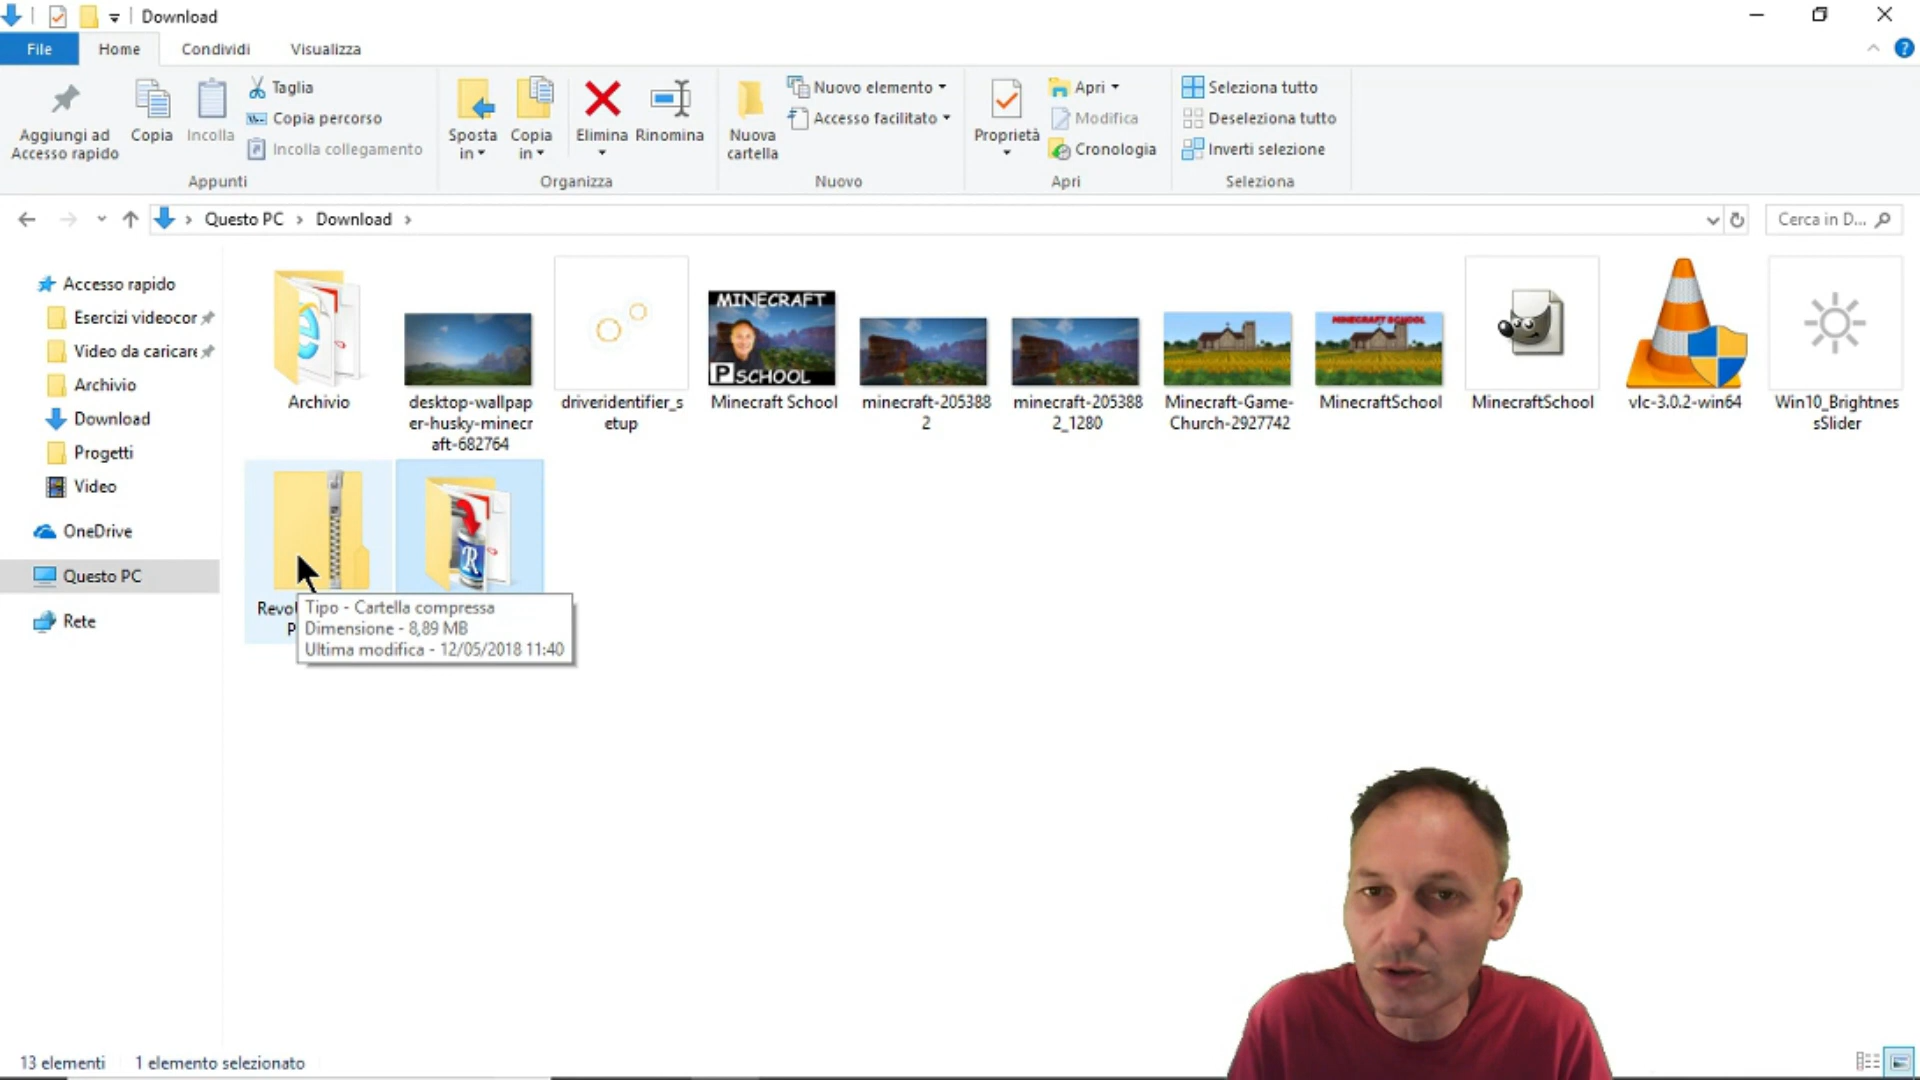 Download
File
Home
Condividi
Visualizza
Aggiungi ad
Accesso rapido
Copia
Incolla
Taglia
Copia percorso
Incolla collegamento
Appunti
Sposta
in
Copia
in
Elimina
Rinomina
Organizza
Nuova
cartella
Nuovo elemento
Accesso facilitato
Nuovo
Proprietà
Apri
Modifica
Cronologia
Apri
Seleziona tutto
Deseleziona tutto
Inverti selezione
Seleziona
Questo PC
Download
Cerca in D...
Accesso rapido
Esercizi videocor
Video da caricare
Archivio
Download
Progetti
Video
OneDrive
Questo PC
Rete
MINECRAFT
P SCHOOL
MINECRAFT SCHOOL
Archivio
desktop-wallpap
er-husky-minecr
aft-682764
driveridentifier_s
etup
Minecraft School
minecraft-205388
2
minecraft-205388
2_1280
Minecraft-Game-
Church-2927742
MinecraftSchool
MinecraftSchool
vlc-3.0.2-win64
Win10_Brightnes
sSlider
R
Tipo - Cartella compressa
Dimensione - 8,89 MB
Ultima modifica - 12/05/2018 11:40
13 elementi
1 elemento selezionato